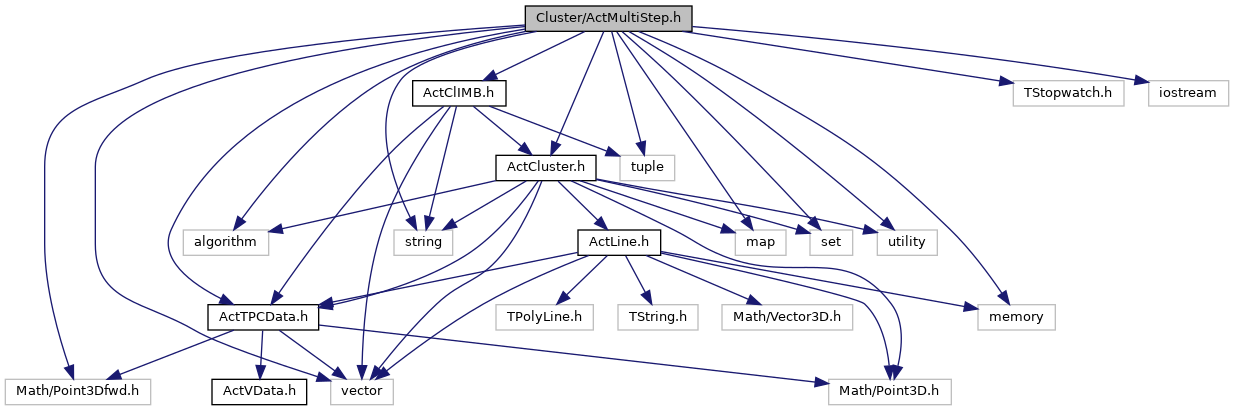 Cluster/ActMultiStep.h
ActClIMB.h
TStopwatch.h
iostream
ActCluster.h
tuple
algorithm
string
ActLine.h
map
set
utility
ActTPCData.h
TPolyLine.h
TString.h
Math/Vector3D.h
memory
Math/Point3Dfwd.h
ActVData.h
vector
Math/Point3D.h